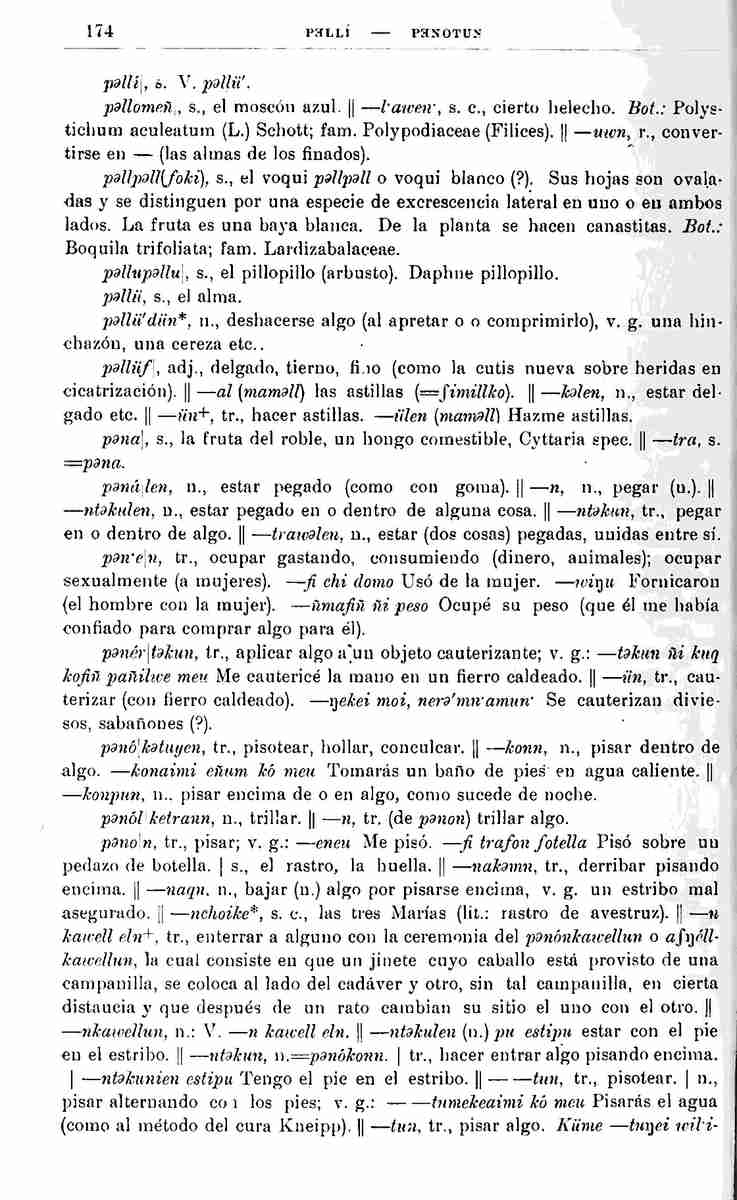 174 PƏLLÍ — PƏNOTUN
pəllí|, s. V. pəllü'.
pəllomeñ|, s., el moscón azul. || —l·awen·, s. c., cierto helecho. Bot.: Polys-
tichum aculeatum (L.) Schott; fam. Polypodiaceae (Filices). || —uwn, r., conver-
tirse en — (las almas de los finados).
pəllpəll(foki), s., el voqui pəllpəll o voqui blanco (?). Sus hojas son ovala-
das y se distinguen por una especie de excrescencia lateral en uno o en ambos
lados. La fruta es una baya blanca. De la planta se hacen canastitas. Bot.:
Boquila trifoliata; fam. Lardizabalaceae.
pəllupəllu|, s., el pillopillo (arbusto). Daphne pillopillo.
pəllü, s., el alma.
pəllü'dün*, n., deshacerse algo (al apretar o o comprimirlo), v. g. una hin-
chazón, una cereza etc..
pəllüf|, adj., delgado, tierno, fino (como la cutis nueva sobre heridas en
cicatrización). || —al (maməll) las astillas (=ʃimillko). || —kəlen, n., estar del-
gado etc. || —ün+, tr., hacer astillas. —ülen (maməll) Hazme astillas.
pəna|, s., la fruta del roble, un hongo comestible, Cyttaria spec. || —tra, s.
=pəna.
pəná|len, n., estar pegado (como con goma). || —n, n., pegar (n.). ||
—ntəkulen, n., estar pegado en o dentro de alguna cosa. || —ntəkun, tr., pegar
en o dentro de algo. || —trawəlen, n., estar (dos cosas) pegadas, unidas entre sí.
pən·e|n, tr., ocupar gastando, consumiendo (dinero, animales); ocupar
sexualmente (a mujeres). —fi chi domo Usó de la mujer. —wiŋu Fornicaron
(el hombre con la mujer). —ñmafiñ ñi peso Ocupé su peso (que él me había
confiado para comprar algo para él).
pənér|təkun, tr., aplicar algo a un objeto cauterizante; v. g.: —təkun ñi kuq
kofiñ pañilwe meu Me cautericé la mano en un fierro caldeado. || —ün, tr., cau-
terizar (con fierro caldeado). —ŋekei moi, nerə'mn·amun· Se cauterizan divie-
sos, sabañones (?).
pənó|kətuyen, tr., pisotear, hollar, conculcar. || —konn, n., pisar dentro de
algo. —konaimi eñum kó meu Tomarás un baño de pies en agua caliente. ||
—konpun, n.. pisar encima de o en algo, como sucede de noche.
pənól|ketrann, n., trillar. || —n, tr. (de pənon) trillar algo.
pəno|n, tr., pisar; v. g.: —eneu Me pisó. —fi trafon fotella Pisó sobre un
pedazo de botella. | s., el rastro, la huella. || —nakəmn, tr., derribar pisando
encima. || —naqn. n., bajar (n.) algo por pisarse encima, v. g. un estribo mal
asegurado. || —nchoike*, s. c., las tres Marías (lit.: rastro de avestruz). || —n
kawell eln+, tr., enterrar a alguno con la ceremonia del pənónkawellun o aʃŋéll-
kawellun, la cual consiste en que un jinete cuyo caballo está provisto de una
campanilla, se coloca al lado del cadáver y otro, sin tal campanilla, en cierta
distancia y que después de un rato cambian su sitio el uno con el otro. ||
—nkawellun, n.: V. —n kawell eln. || —ntəkulen (n.) pu estipu estar con el pie
en el estribo. || —ntəkun, n.=pənókonn. | tr., hacer entrar algo pisando encima.
| —ntəkunien estipu Tengo el pie en el estribo. || — — tun, tr., pisotear. | n.,
pisar alternando con los pies; v. g.: — —tumekeaimi kó meu Pisarás el agua
(como al método del cura Kneipp). || —tun, tr., pisar algo. Küme —tuŋei wil·i-